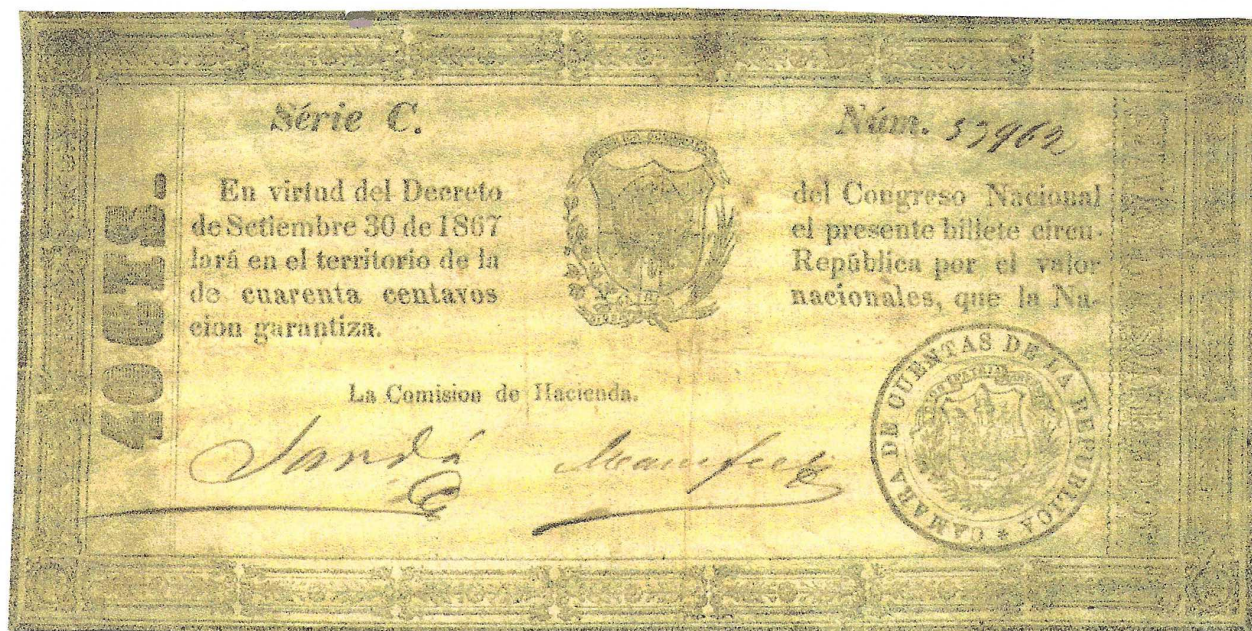 Série C.
Núm. 57962
En virtud del Decreto del Congreso Nacional
de Setiembre 30 de 1867 el presente billete circu-
lará en el territorio de la República por el valor
de cuarenta centavos nacionales, que la Na-
cion garantiza.
La Comision de Hacienda.
40 CTS.
CAMARA DE CUENTAS DE LA REPUBLICA